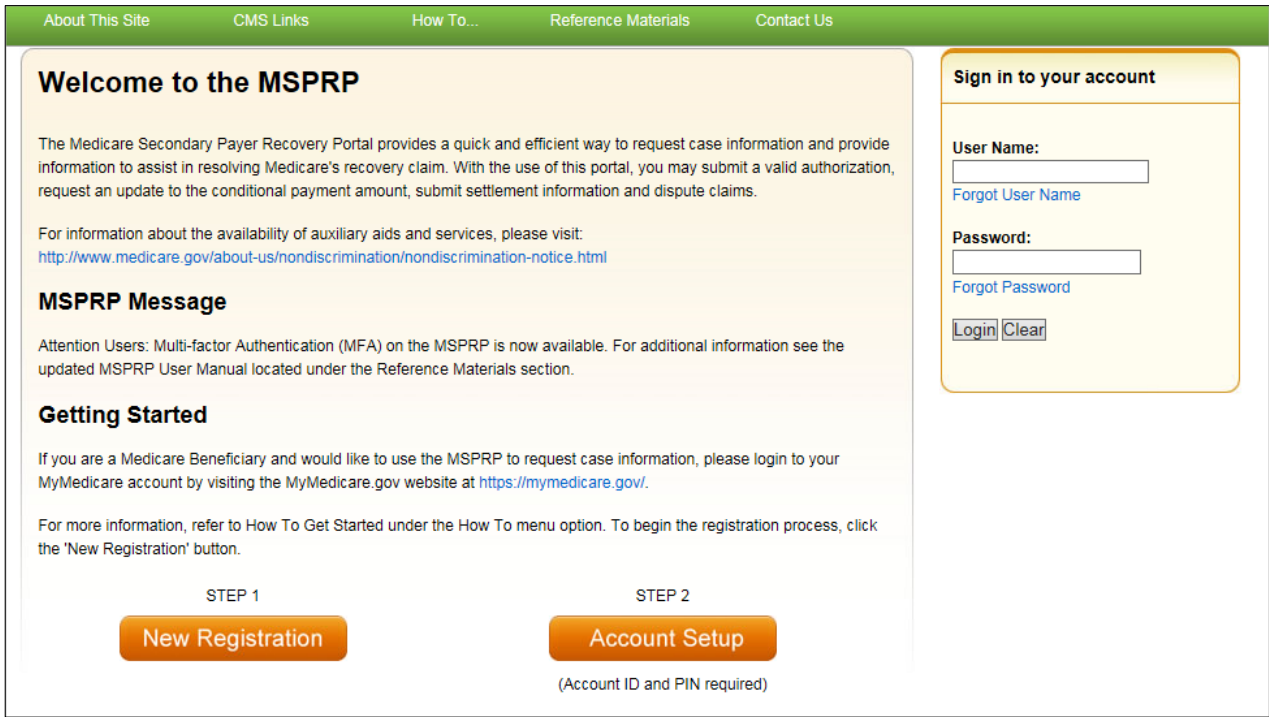 About This Site CMS Links How To... Reference Materials Contact Us
Welcome to the MSPRP
The Medicare Secondary Payer Recovery Portal provides a quick and efficient way to request case information and provide
information to assist in resolving Medicare's recovery claim. With the use of this portal, you may submit a valid authorization,
request an update to the conditional payment amount, submit settlement information and dispute claims.
For information about the availability of auxiliary aids and services, please visit:
http://www.medicare.gov/about-us/nondiscrimination/nondiscrimination-notice.html
MSPRP Message
Attention Users: Multi-factor Authentication (MFA) on the MSPRP is now available. For additional information see the
updated MSPRP User Manual located under the Reference Materials section.
Getting Started
If you are a Medicare Beneficiary and would like to use the MSPRP to request case information, please login to your
MyMedicare account by visiting the MyMedicare.gov website at https://mymedicare.gov/.
For more information, refer to How To Get Started under the How To menu option. To begin the registration process, click
the 'New Registration' button.
STEP 1
New Registration
STEP 2
Account Setup
(Account ID and PIN required)
Sign in to your account
User Name:
Forgot User Name
Password:
Forgot Password
Login Clear